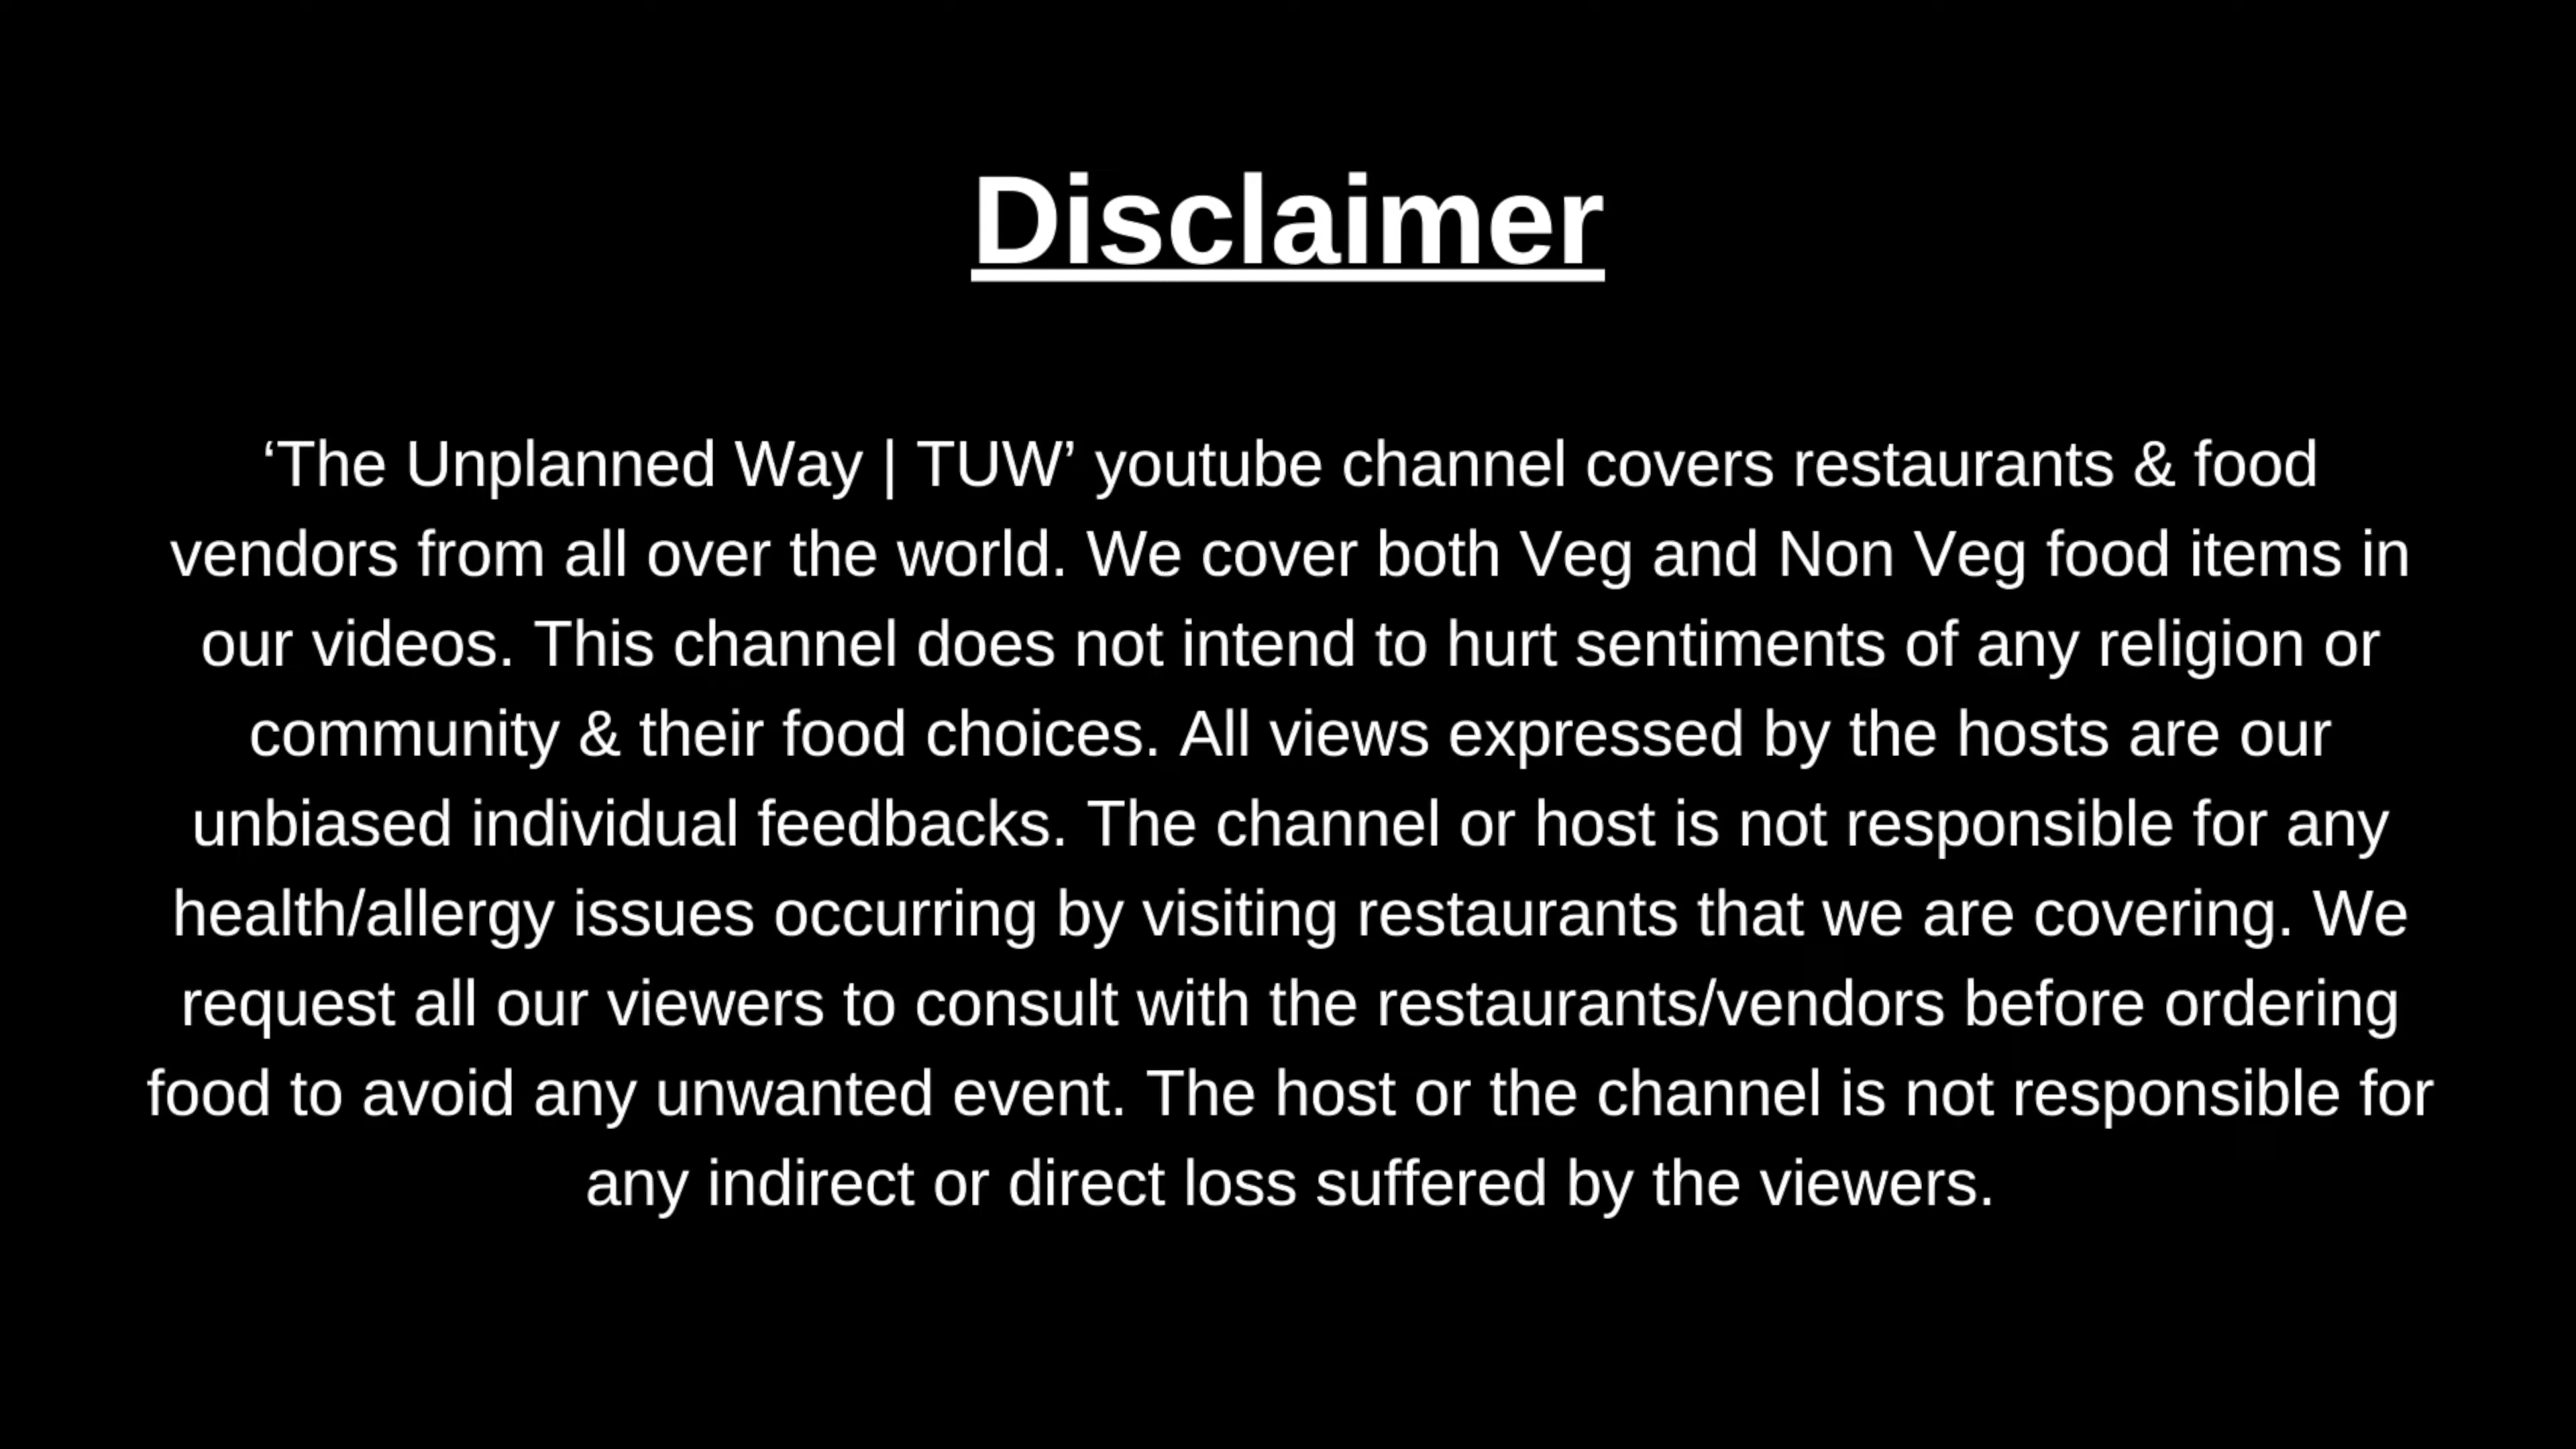 Disclaimer
‘The Unplanned Way | TUW’ youtube channel covers restaurants & food
vendors from all over the world. We cover both Veg and Non Veg food items in
our videos. This channel does not intend to hurt sentiments of any religion or
community & their food choices. All views expressed by the hosts are our
unbiased individual feedbacks. The channel or host is not responsible for any
health/allergy issues occurring by visiting restaurants that we are covering. We
request all our viewers to consult with the restaurants/vendors before ordering
food to avoid any unwanted event. The host or the channel is not responsible for
any indirect or direct loss suffered by the viewers.